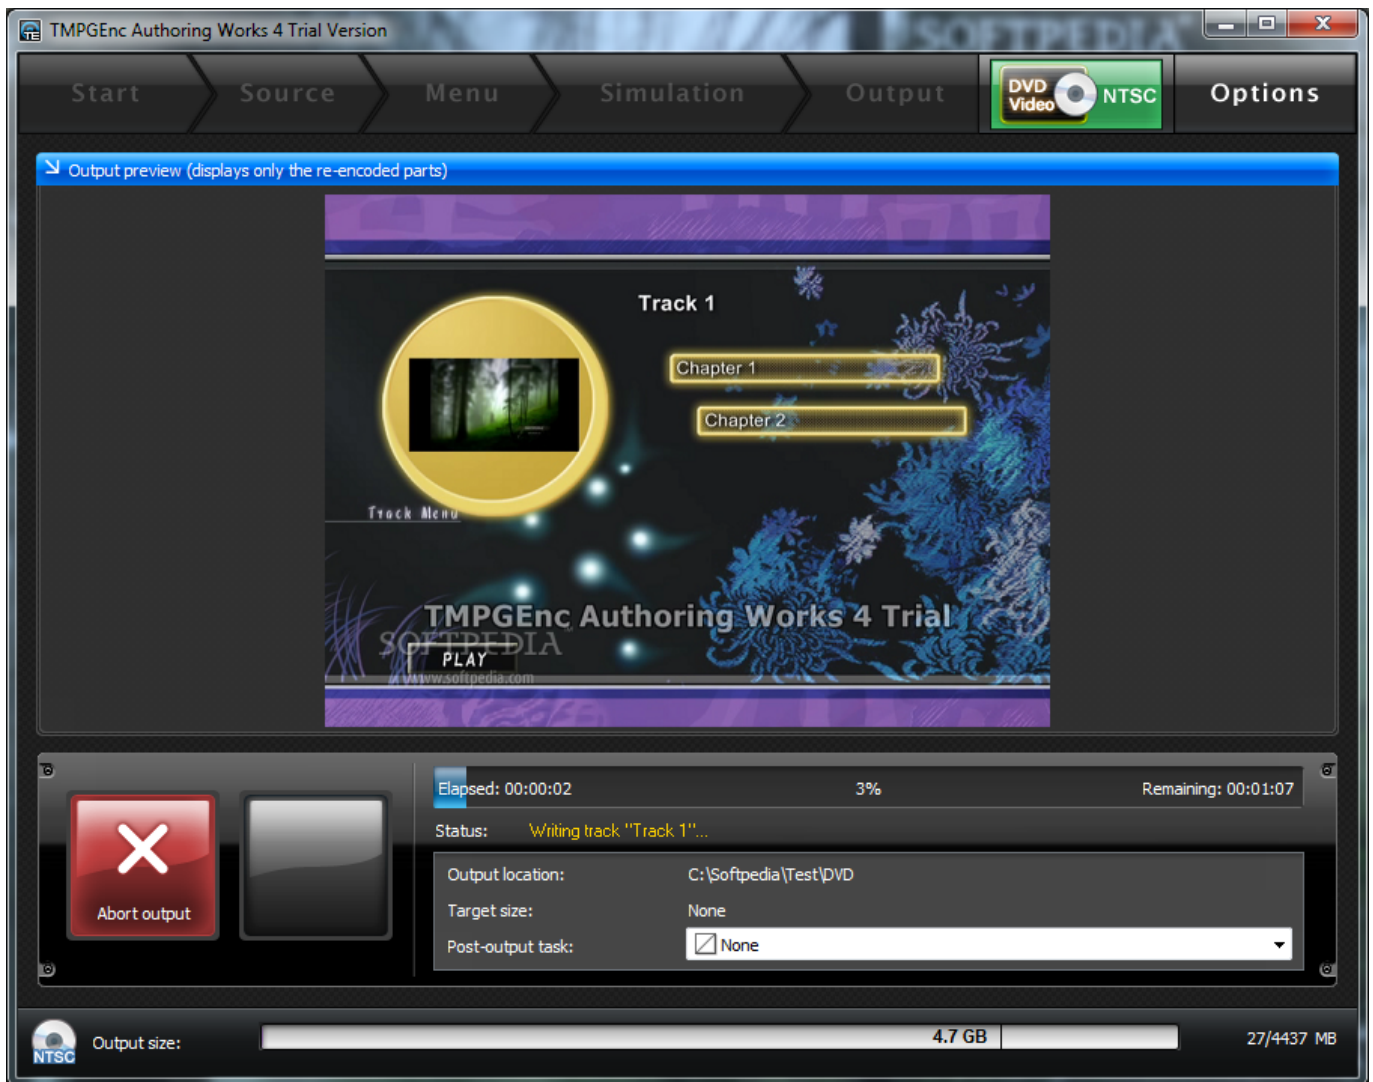 TMPGEnc Authoring Works 4 Trial Version
SOFTPEDIA
Start
Source
Menu
Simulation
Output
DVD
Video
NTSC
Options
Output preview (displays only the re-encoded parts)
Track 1
Chapter 1
Chapter 2
Track Menu
TMPGEnc Authoring Works 4 Trial
SOFTPEDIA™
PLAY
www.softpedia.com
Elapsed: 00:00:02
3%
Remaining: 00:01:07
Status: Writing track "Track 1"...
Abort output
Output location: C:\Softpedia\Test\DVD
Target size: None
Post-output task: None
NTSC
Output size:
4.7 GB
27/4437 MB